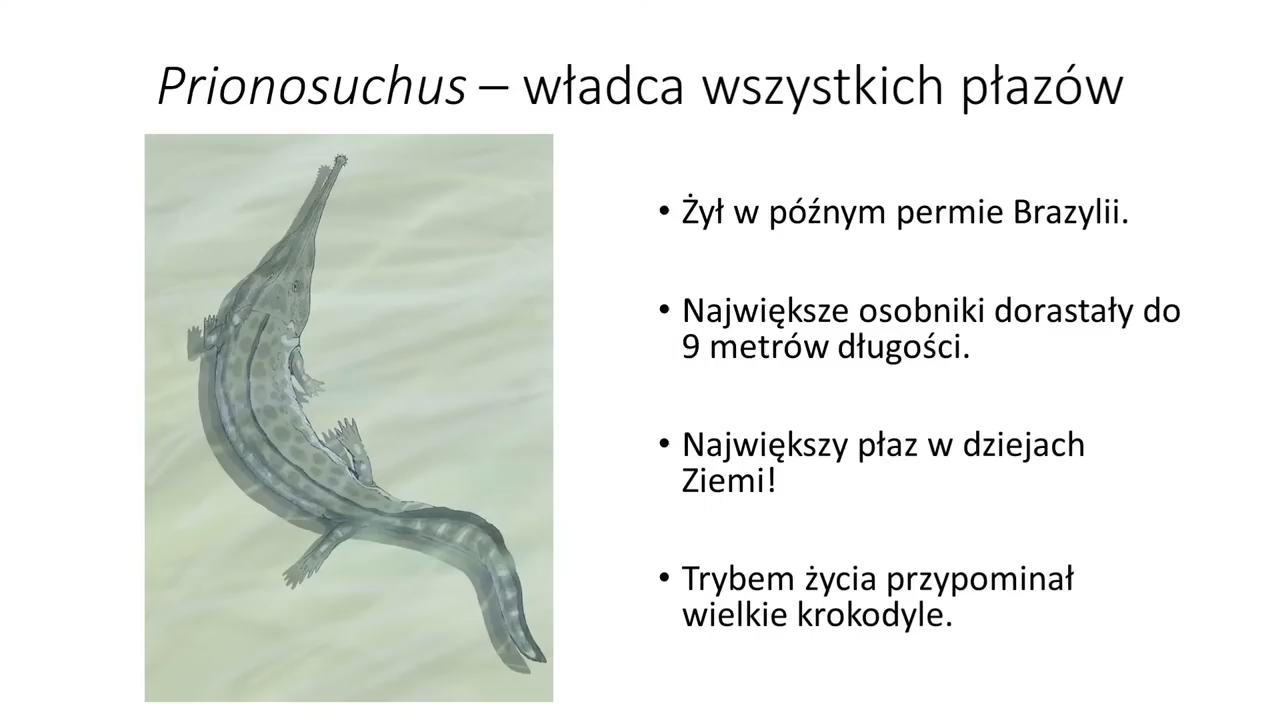 Prionosuchus – władca wszystkich płazów
• Żył w późnym permie Brazylii.
• Największe osobniki dorastały do
9 metrów długości.
• Największy płaz w dziejach
Ziemi!
• Trybem życia przypominał
wielkie krokodyle.